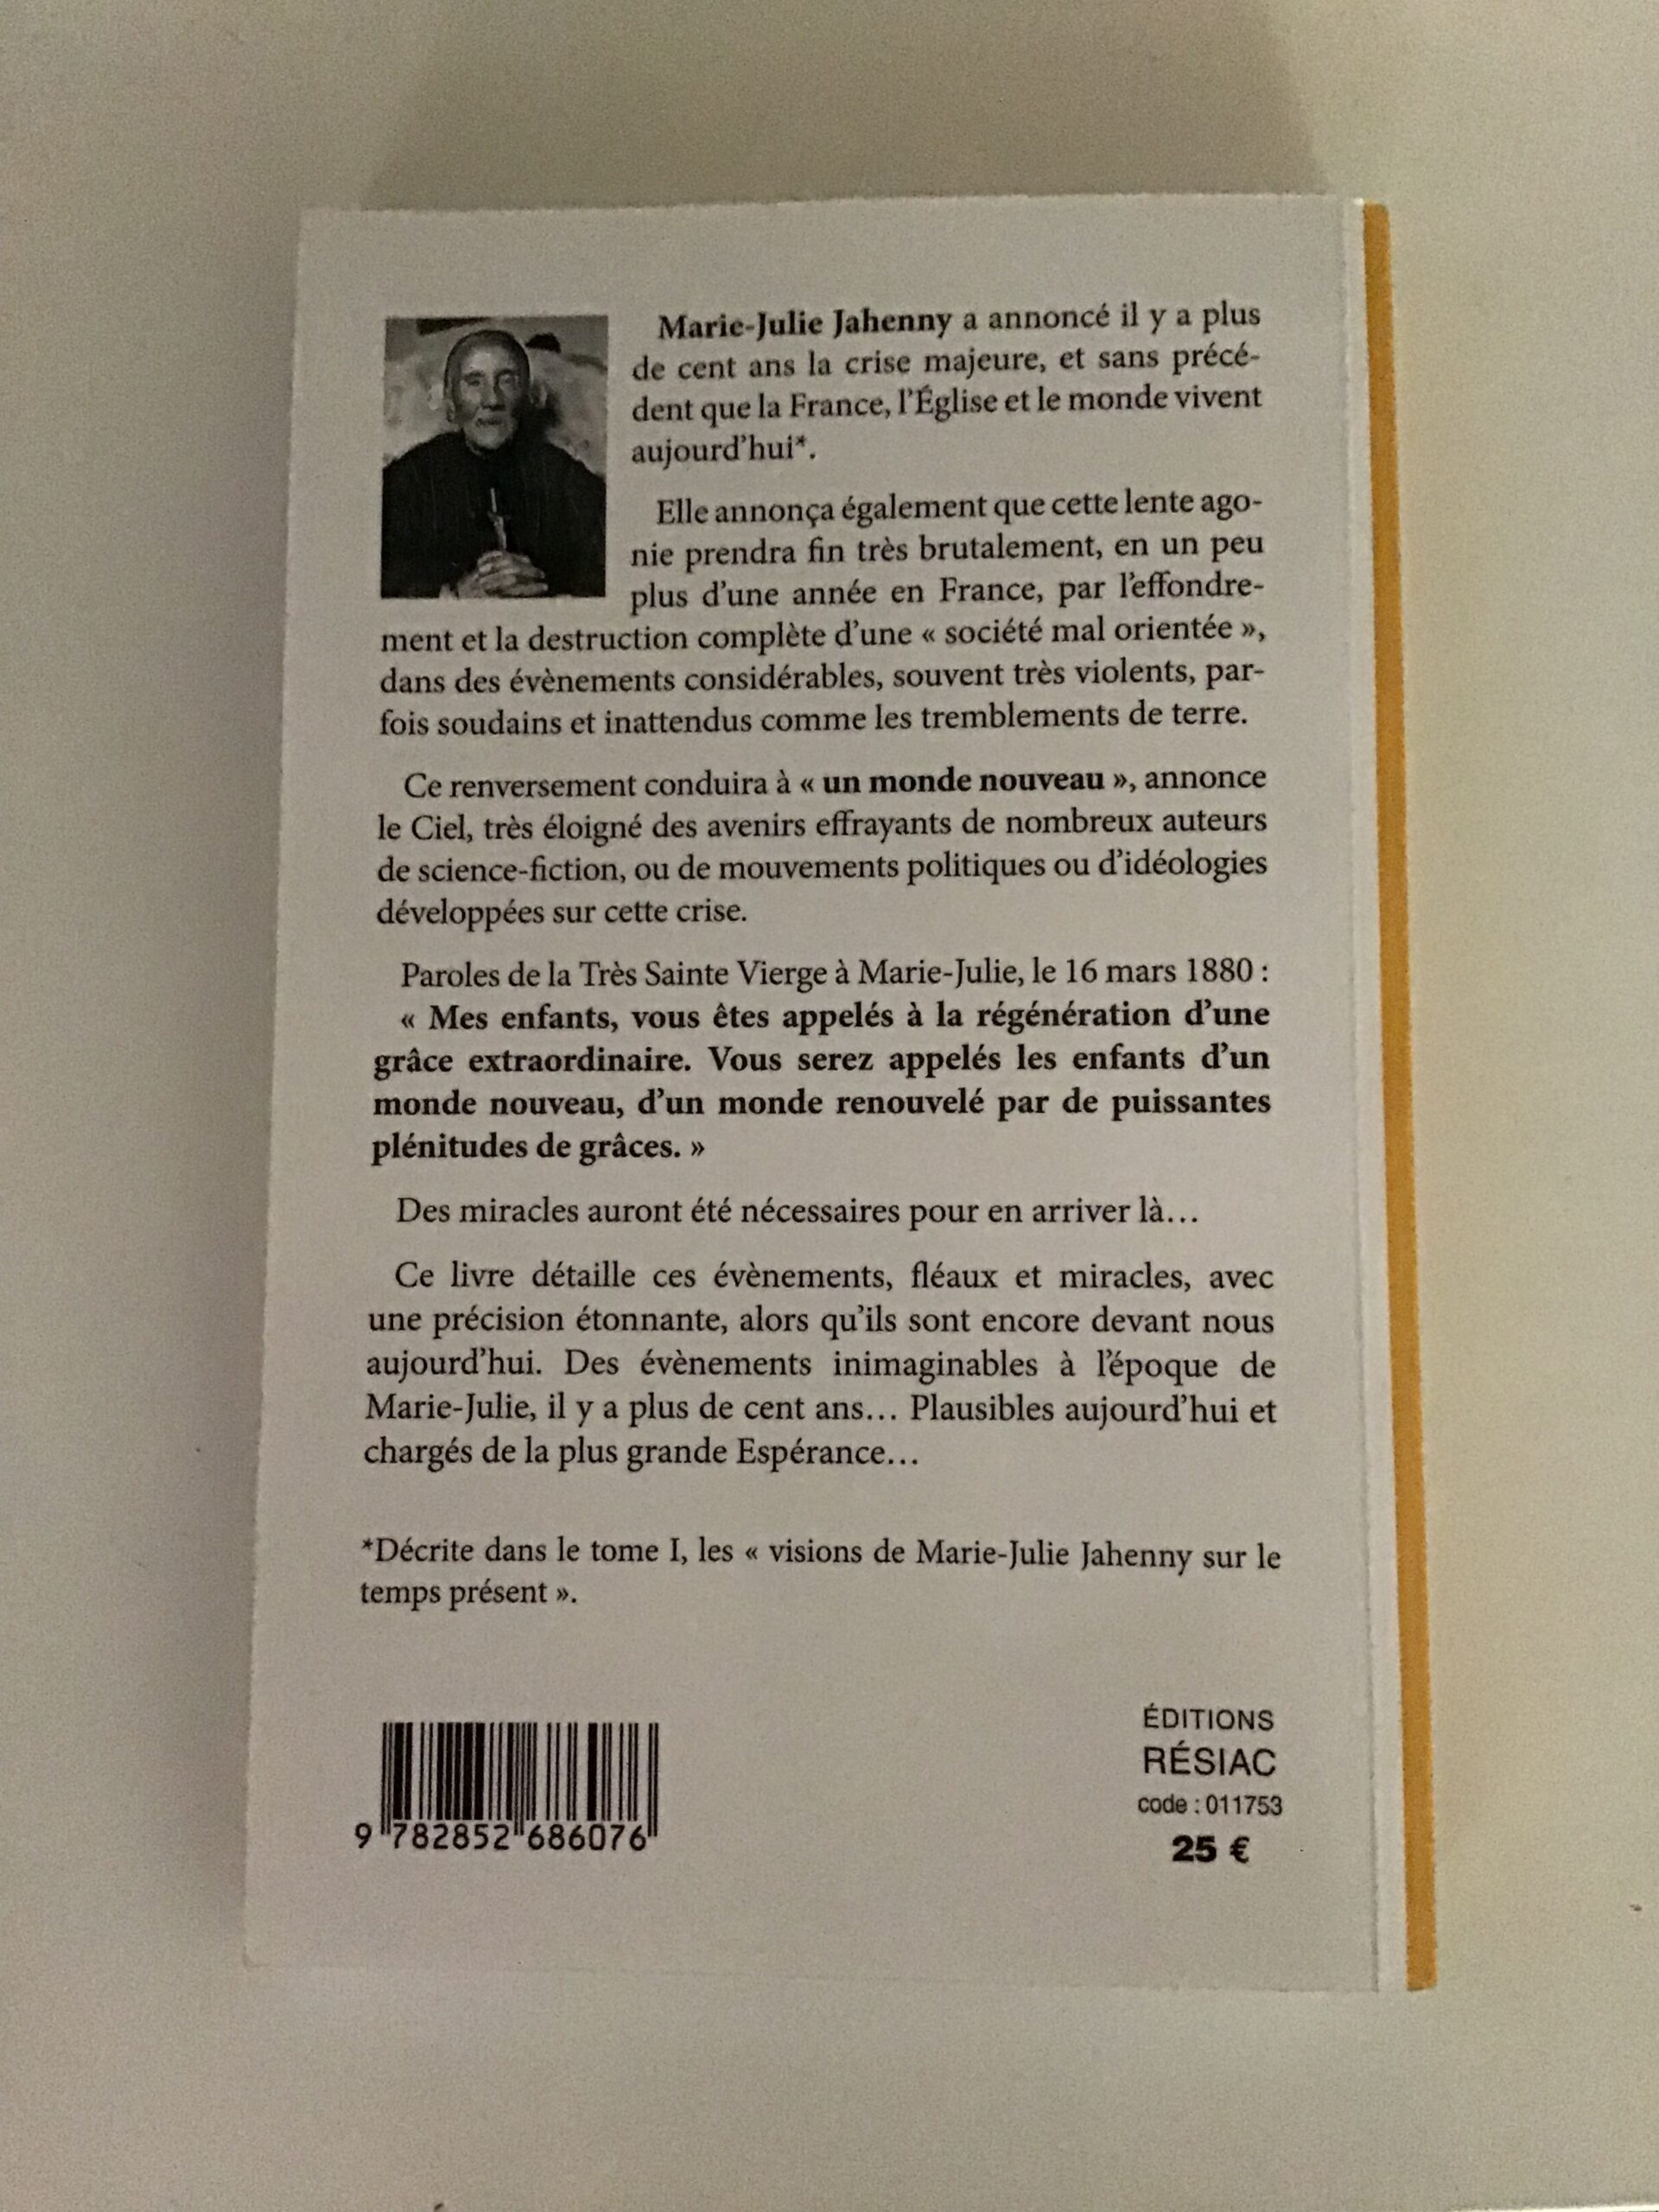 Marie-Julie Jahenny a annoncé il y a plus
de cent ans la crise majeure, et sans précé-
dent que la France, l'Église et le monde vivent
aujourd'hui*.
Elle annonça également que cette lente ago-
nie prendra fin très brutalement, en un peu
plus d'une année en France, par l'effondre-
ment et la destruction complète d'une « société mal orientée »,
dans des évènements considérables, souvent très violents, par-
fois soudains et inattendus comme les tremblements de terre.
Ce renversement conduira à « un monde nouveau », annonce
le Ciel, très éloigné des avenirs effrayants de nombreux auteurs
de science-fiction, ou de mouvements politiques ou d'idéologies
développées sur cette crise.
Paroles de la Très Sainte Vierge à Marie-Julie, le 16 mars 1880 :
« Mes enfants, vous êtes appelés à la régénération d'une
grâce extraordinaire. Vous serez appelés les enfants d'un
monde nouveau, d'un monde renouvelé par de puissantes
plénitudes de grâces. »
Des miracles auront été nécessaires pour en arriver là…
Ce livre détaille ces évènements, fléaux et miracles, avec
une précision étonnante, alors qu'ils sont encore devant nous
aujourd'hui. Des évènements inimaginables à l'époque de
Marie-Julie, il y a plus de cent ans… Plausibles aujourd'hui et
chargés de la plus grande Espérance…
*Décrite dans le tome I, les « visions de Marie-Julie Jahenny sur le
temps présent ».
9 782852 686076
ÉDITIONS
RÉSIAC
code : 011753
25 €